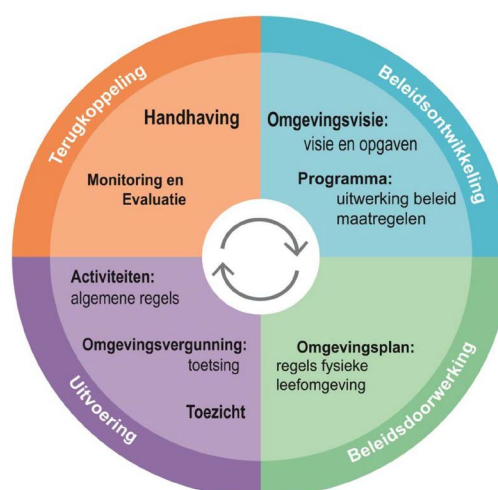 Terugkoppeling
Handhaving
Monitoring en
Evaluatie
Beleidsontwikkeling
Omgevingsvisie:
visie en opgaven
Programma:
uitwerking beleid
maatregelen
Beleidsdoorwerking
Omgevingsplan:
regels fysieke
leefomgeving
Uitvoering
Activiteiten:
algemene regels
Omgevingsvergunning:
toetsing
Toezicht